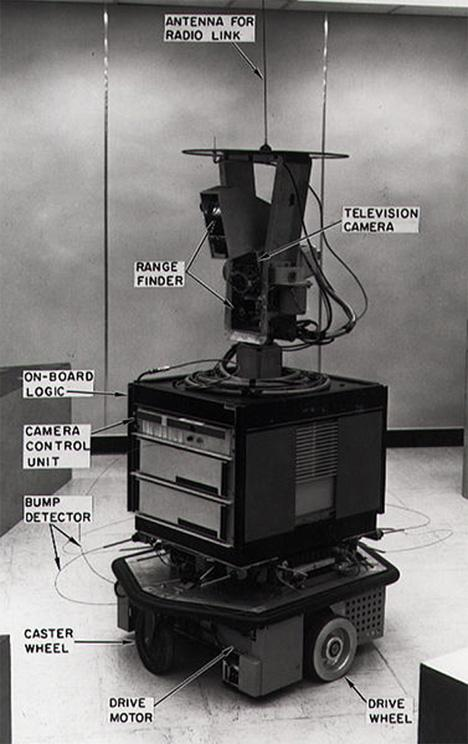 ANTENNA FOR
RADIO LINK
TELEVISION
CAMERA
RANGE
FINDER
ON-BOARD
LOGIC
CAMERA
CONTROL
UNIT
BUMP
DETECTOR
CASTER
WHEEL
DRIVE
MOTOR
DRIVE
WHEEL